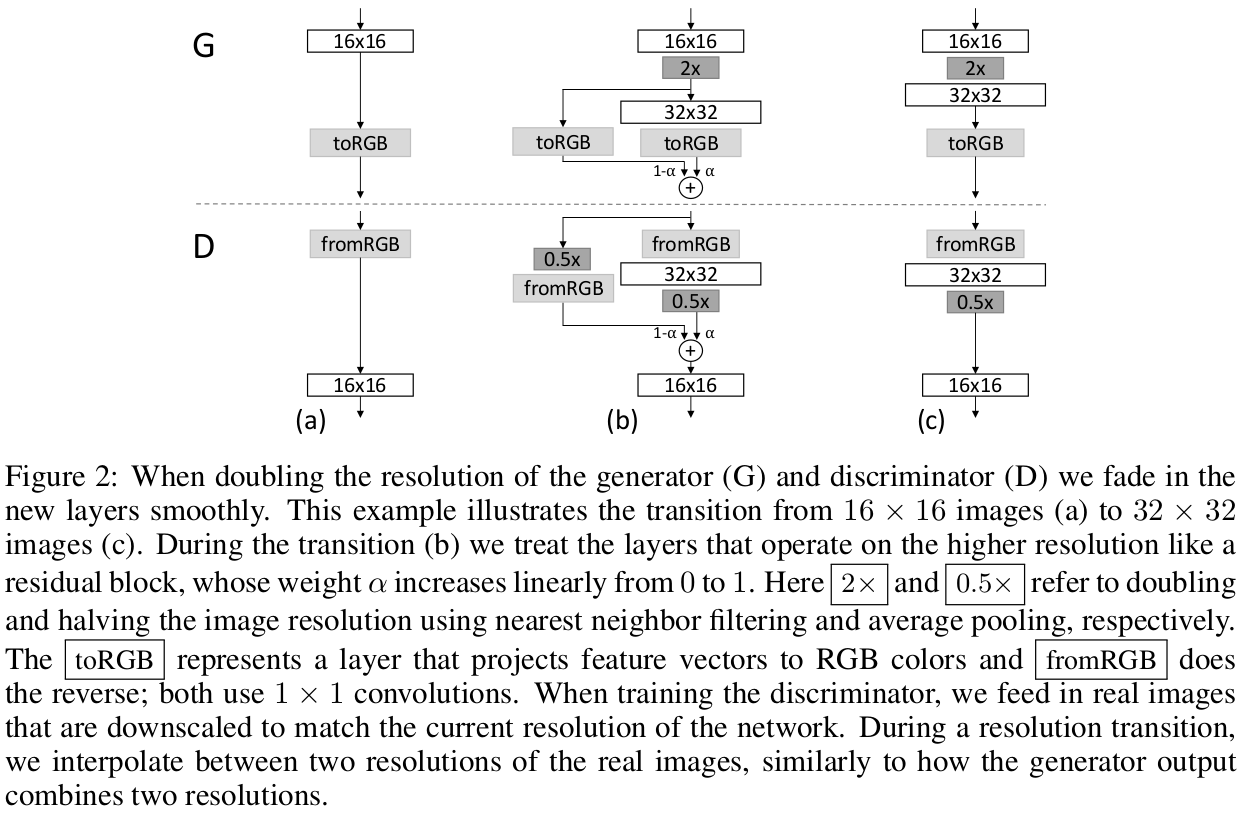 G 16x16 16x16 16x16
2x 2x
32x32 32x32
toRGB toRGB toRGB toRGB
1-α α
+
D fromRGB fromRGB fromRGB
0.5x 32x32 32x32
fromRGB 0.5x 0.5x
1-α α
+
16x16 16x16 16x16
(a) (b) (c)
Figure 2: When doubling the resolution of the generator (G) and discriminator (D) we fade in the
new layers smoothly. This example illustrates the transition from 16 × 16 images (a) to 32 × 32
images (c). During the transition (b) we treat the layers that operate on the higher resolution like a
residual block, whose weight α increases linearly from 0 to 1. Here 2× and 0.5× refer to doubling
and halving the image resolution using nearest neighbor filtering and average pooling, respectively.
The toRGB represents a layer that projects feature vectors to RGB colors and fromRGB does
the reverse; both use 1 × 1 convolutions. When training the discriminator, we feed in real images
that are downscaled to match the current resolution of the network. During a resolution transition,
we interpolate between two resolutions of the real images, similarly to how the generator output
combines two resolutions.